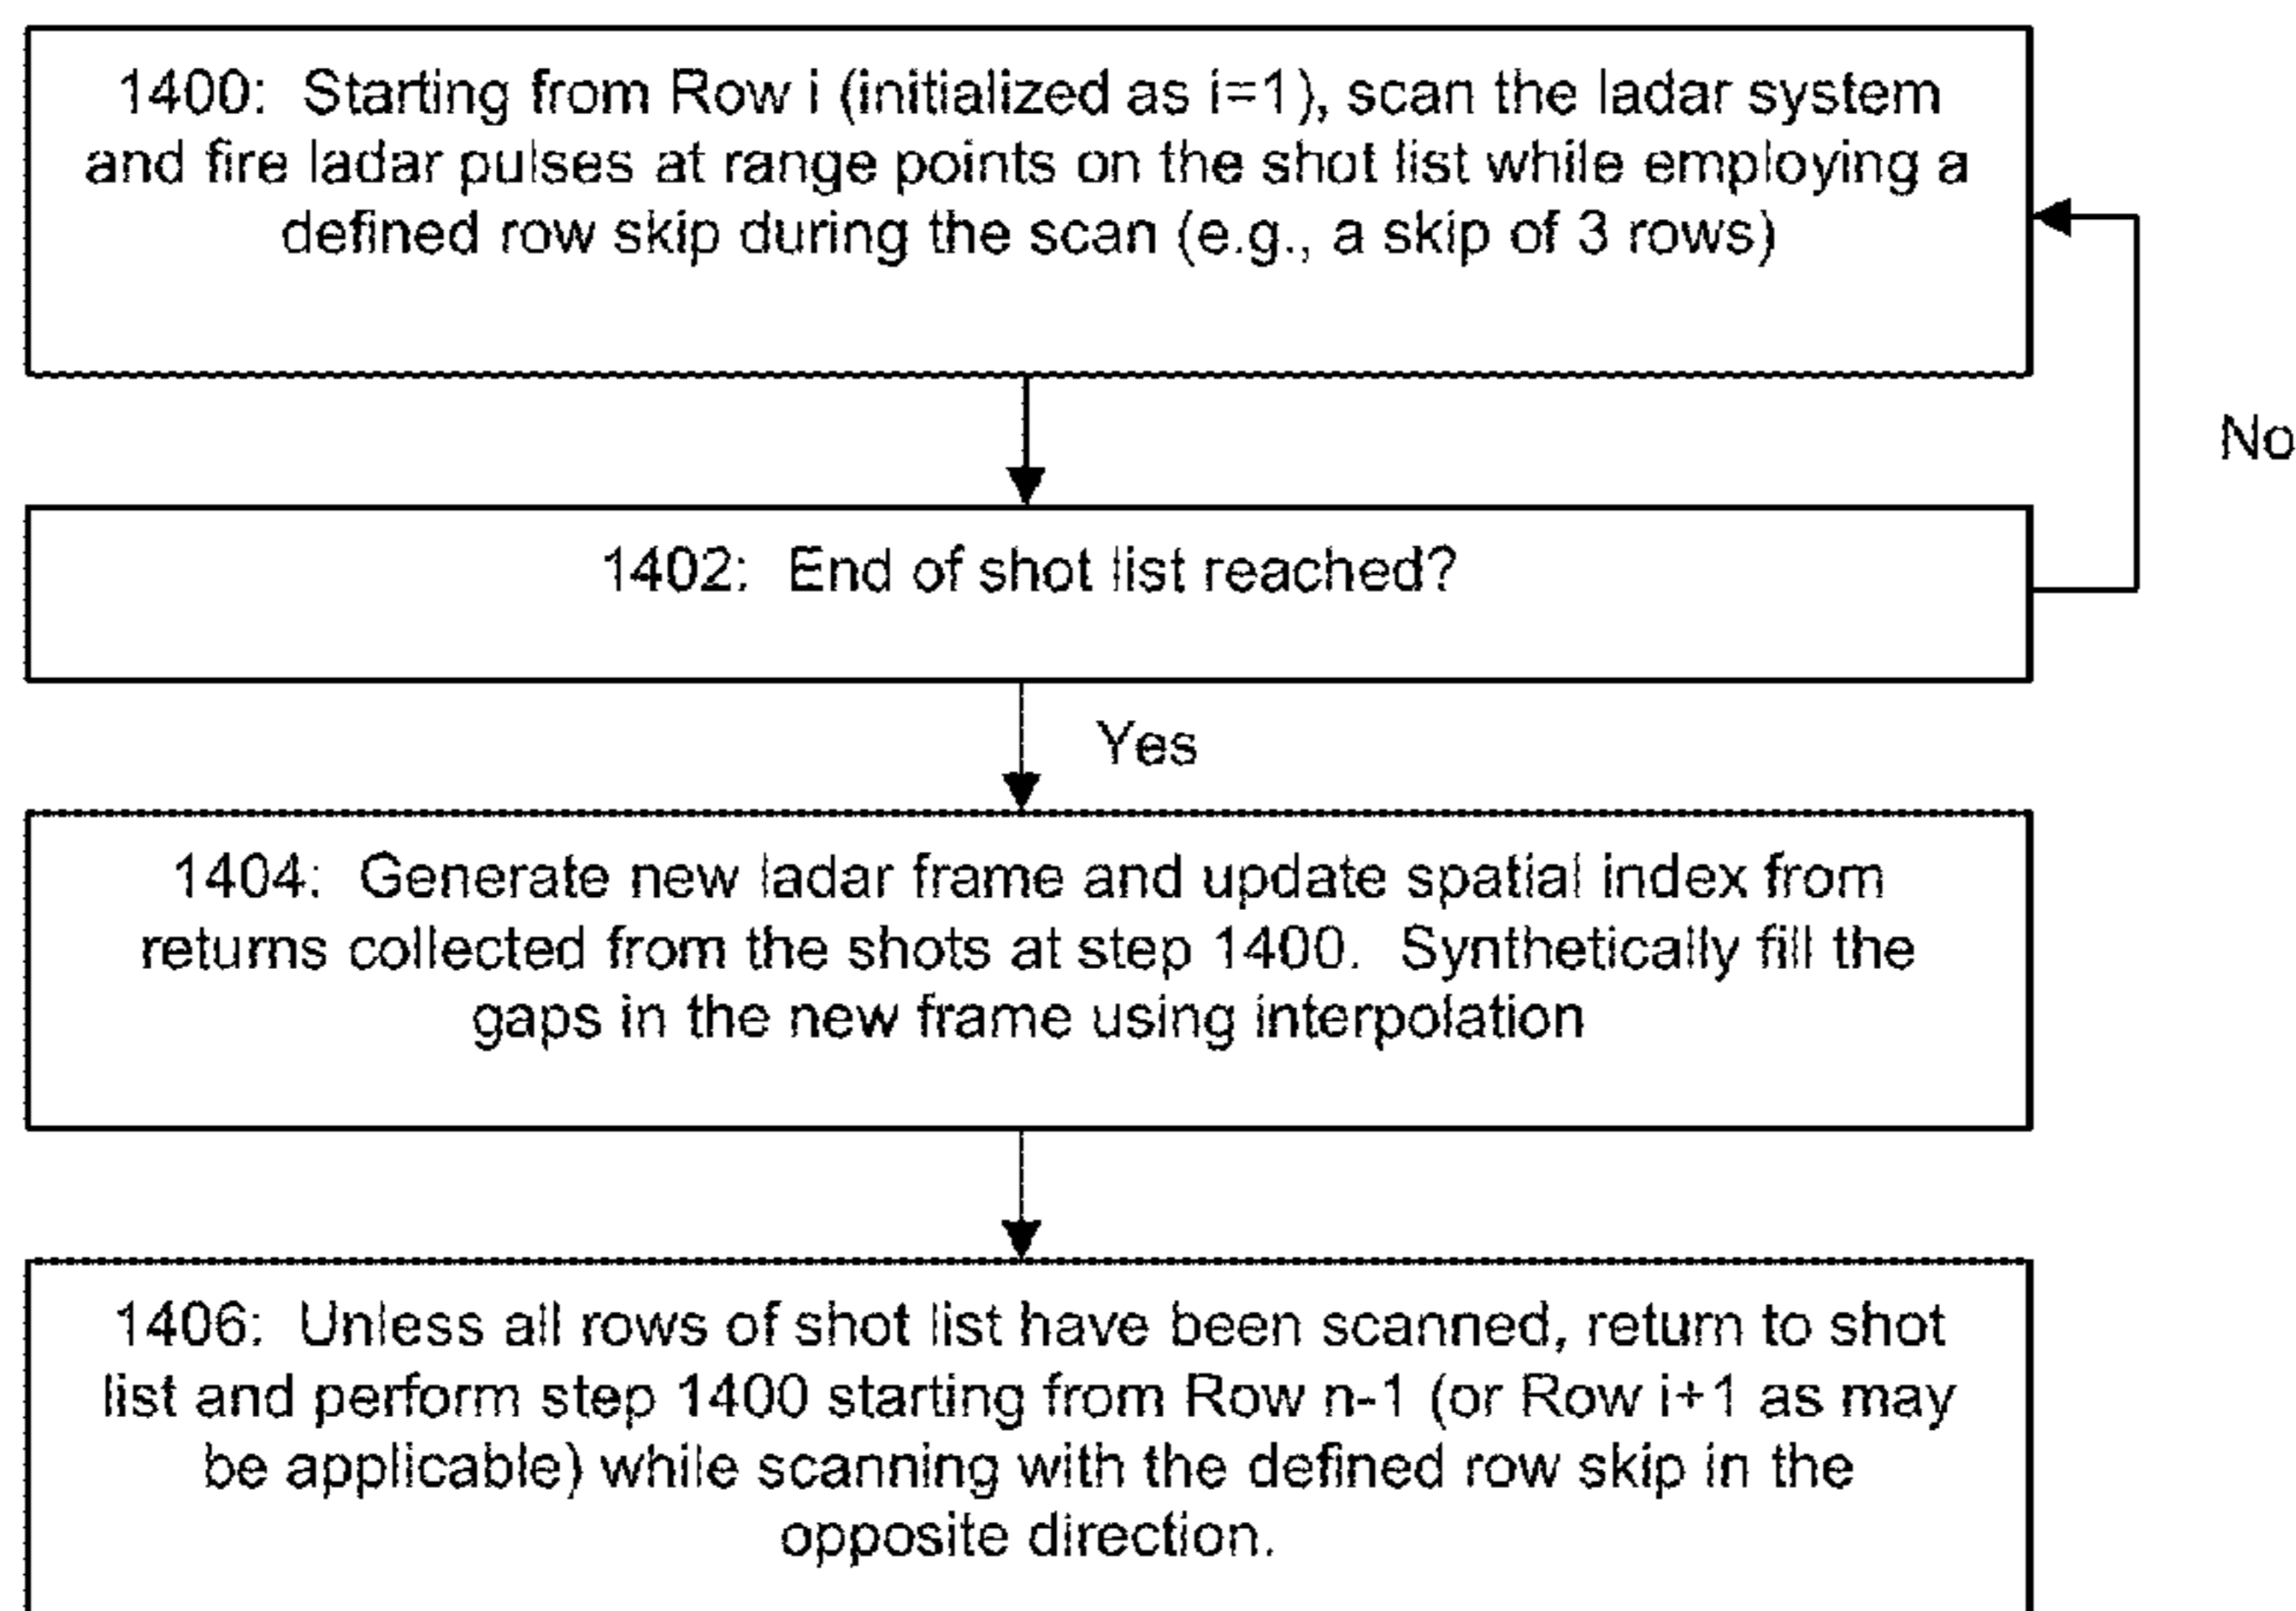 1400: Starting from Row i (initialized as i=1), scan the ladar system
and fire ladar pulses at range points on the shot list while employing a
defined row skip during the scan (e.g., a skip of 3 rows)
No
1402: End of shot list reached?
Yes
1404: Generate new ladar frame and update spatial index from
returns collected from the shots at step 1400. Synthetically fill the
gaps in the new frame using interpolation
1406: Unless all rows of shot list have been scanned, return to shot
list and perform step 1400 starting from Row n-1 (or Row i+1 as may
be applicable) while scanning with the defined row skip in the
opposite direction.